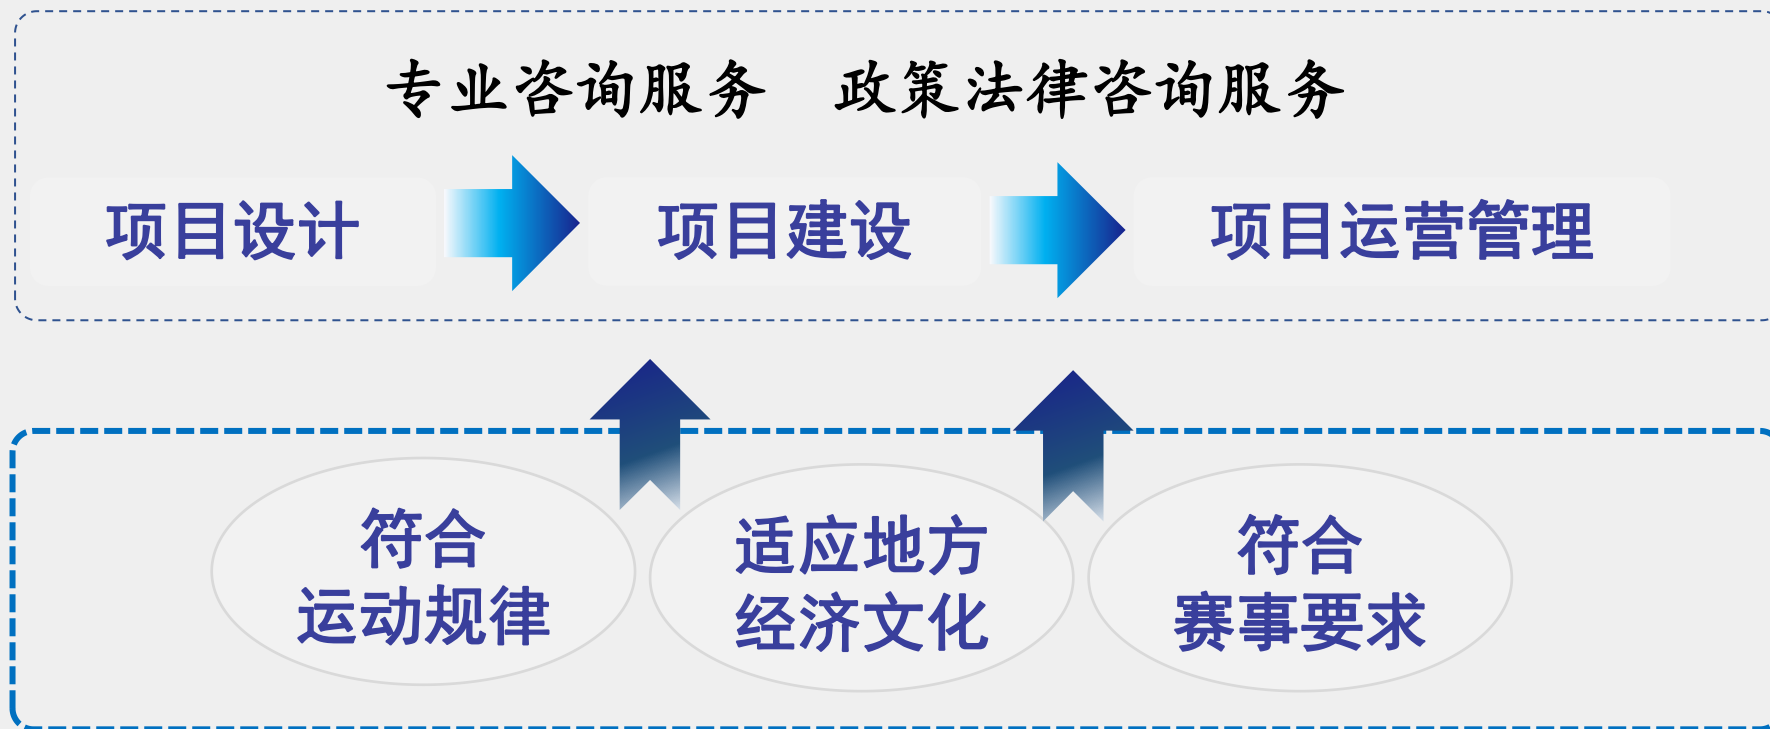 专业咨询服务 政策法律咨询服务
项目设计 项目建设 项目运营管理
符合
运动规律
适应地方
经济文化
符合
赛事要求